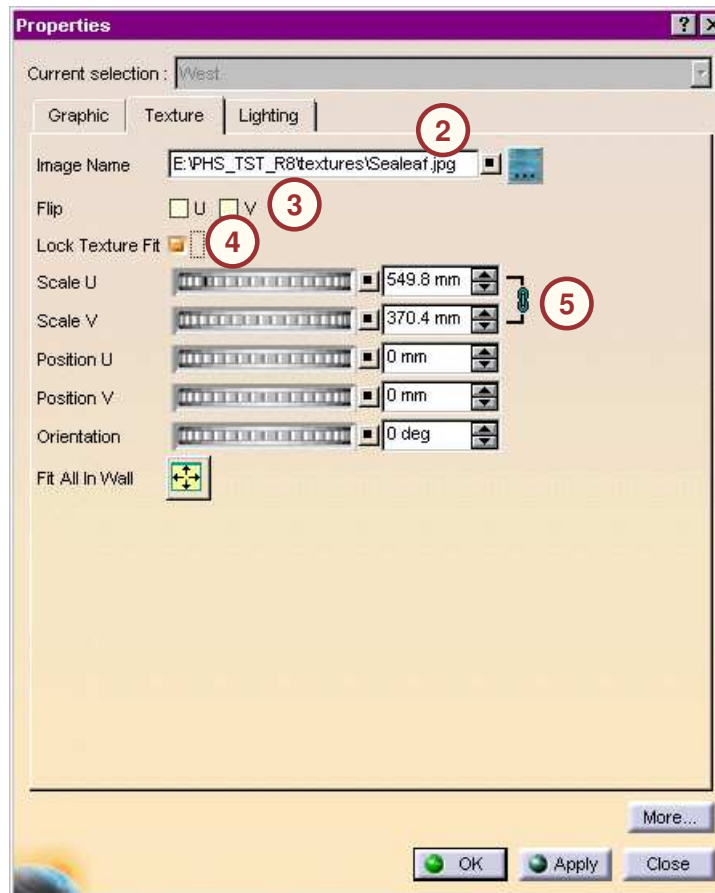 Properties
Current selection : West
Graphic Texture Lighting
2
Image Name E:\PHS_TST_R8\textures\Sealeaf.jpg ...
Flip U V 3
Lock Texture Fit 4
Scale U 549.8 mm
5
Scale V 370.4 mm
Position U 0 mm
Position V 0 mm
Orientation 0 deg
Fit All In Wall
More...
OK Apply Close